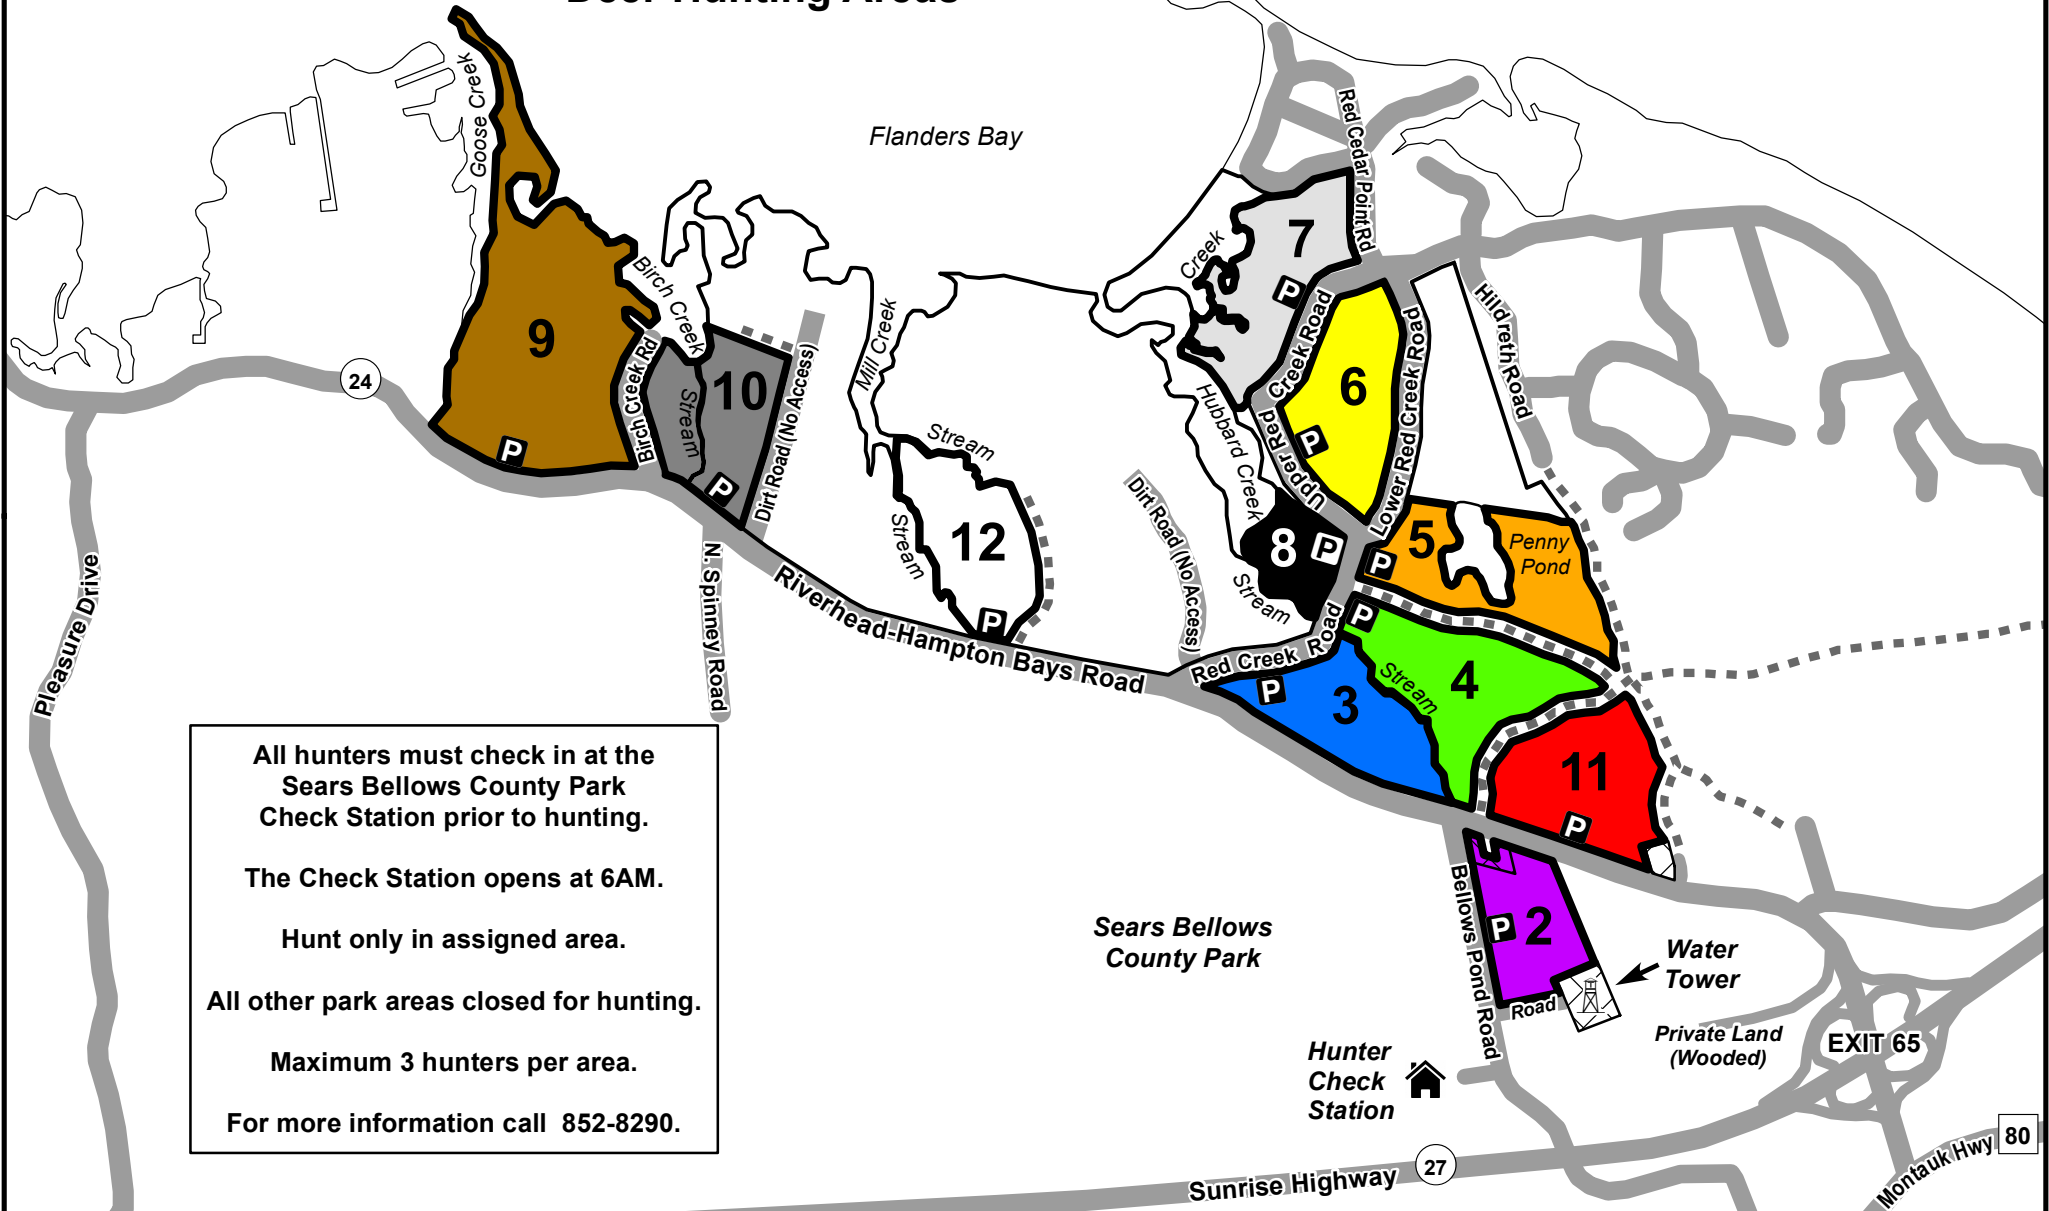 Deer Hunting Areas
Goose Creek
Flanders Bay
Red Cedar Point Rd
7
Creek
P
Birch Creek
Hildreth Road
9
24
Mill Creek
Upper Red Creek Road
Lower Red Creek Road
6
P
Birch Creek Rd
10
Stream
Dirt Road (No Access)
P
P
Hubbard Creek
Stream
Stream
12
P
Dirt Road (No Access)
8
P
Stream
5
P
Penny
Pond
Pleasure Drive
N. Spinney Road
Riverhead-Hampton Bays Road
Red Creek Road
P
4
Stream
P
3
11
P
All hunters must check in at the
Sears Bellows County Park
Check Station prior to hunting.
The Check Station opens at 6AM.
Hunt only in assigned area.
All other park areas closed for hunting.
Maximum 3 hunters per area.
For more information call 852-8290.
Sears Bellows
County Park
Bellows Pond Road
P
2
Road
Water
Tower
Private Land
(Wooded)
EXIT 65
Hunter
Check
Station
Sunrise Highway
27
Montauk Hwy
80